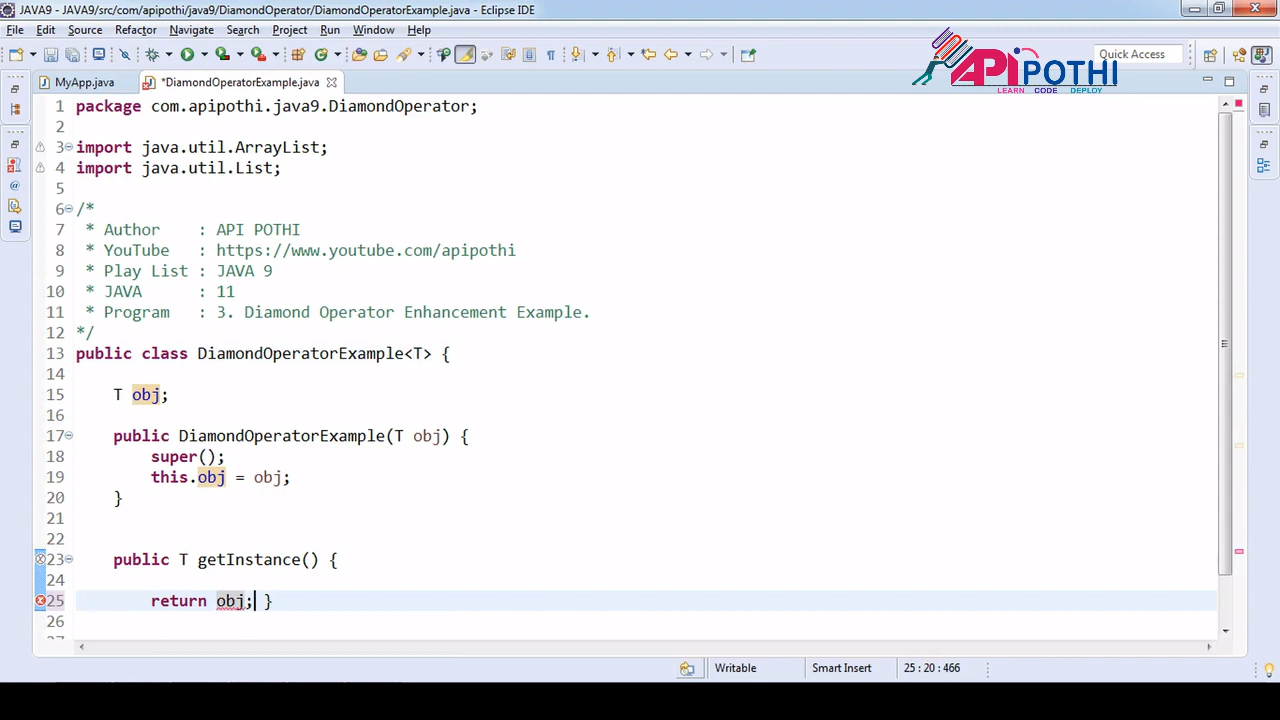 JAVA9 - JAVA9/src/com/apipothi/java9/DiamondOperator/DiamondOperatorExample.java - Eclipse IDE
File Edit Source Refactor Navigate Search Project Run Window Help
Quick Access
APIPOTHI
LEARN CODE DEPLOY
MyApp.java *DiamondOperatorExample.java
1 package com.apipothi.java9.DiamondOperator;
2
3 import java.util.ArrayList;
4 import java.util.List;
5
6 /*
7 * Author : API POTHI
8 * YouTube : https://www.youtube.com/apipothi
9 * Play List : JAVA 9
10 * JAVA : 11
11 * Program : 3. Diamond Operator Enhancement Example.
12 */
13 public class DiamondOperatorExample<T> {
14
15 T obj;
16
17 public DiamondOperatorExample(T obj) {
18 super();
19 this.obj = obj;
20 }
21
22
23 public T getInstance() {
24
25 return obj; }
26
27
Writable Smart Insert 25 : 20 : 466